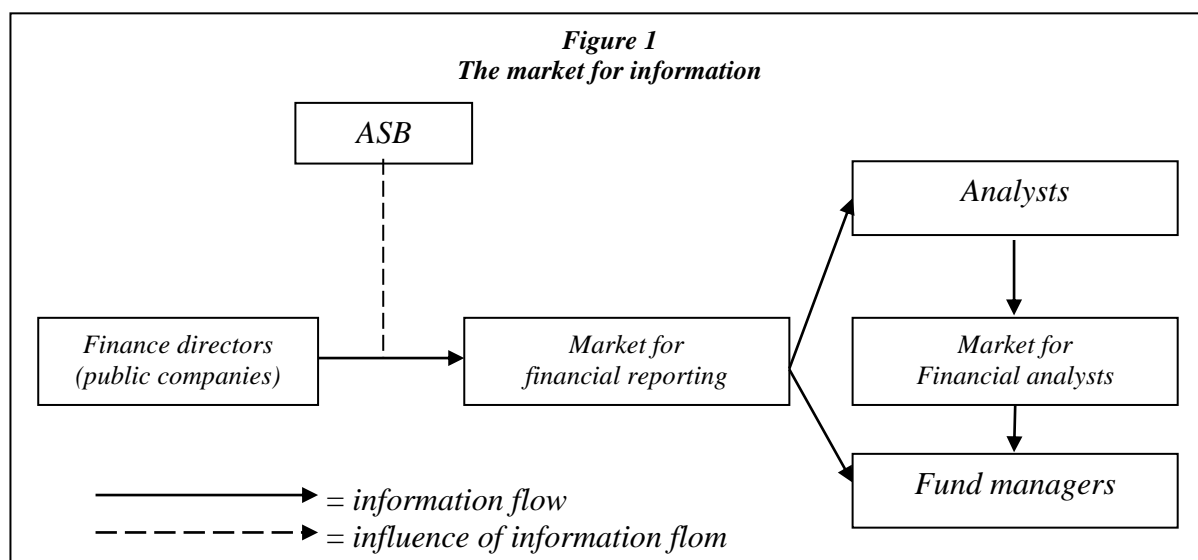 Figure 1
The market for information
ASB
Analysts
Finance directors
(public companies)
Market for
financial reporting
Market for
Financial analysts
Fund managers
= information flow
= influence of information flom